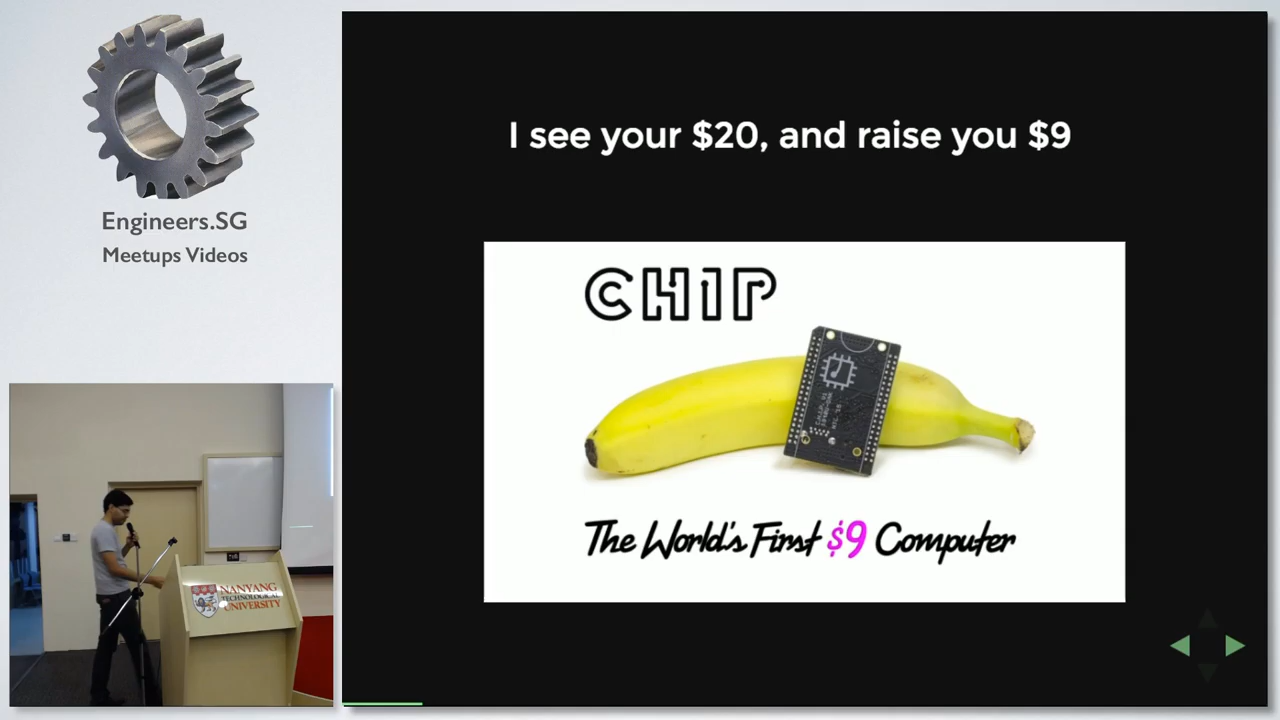 Engineers.SG
Meetups Videos
I see your $20, and raise you $9
CHIP
The World's First $9 Computer
NANYANG
TECHNOLOGICAL
UNIVERSITY